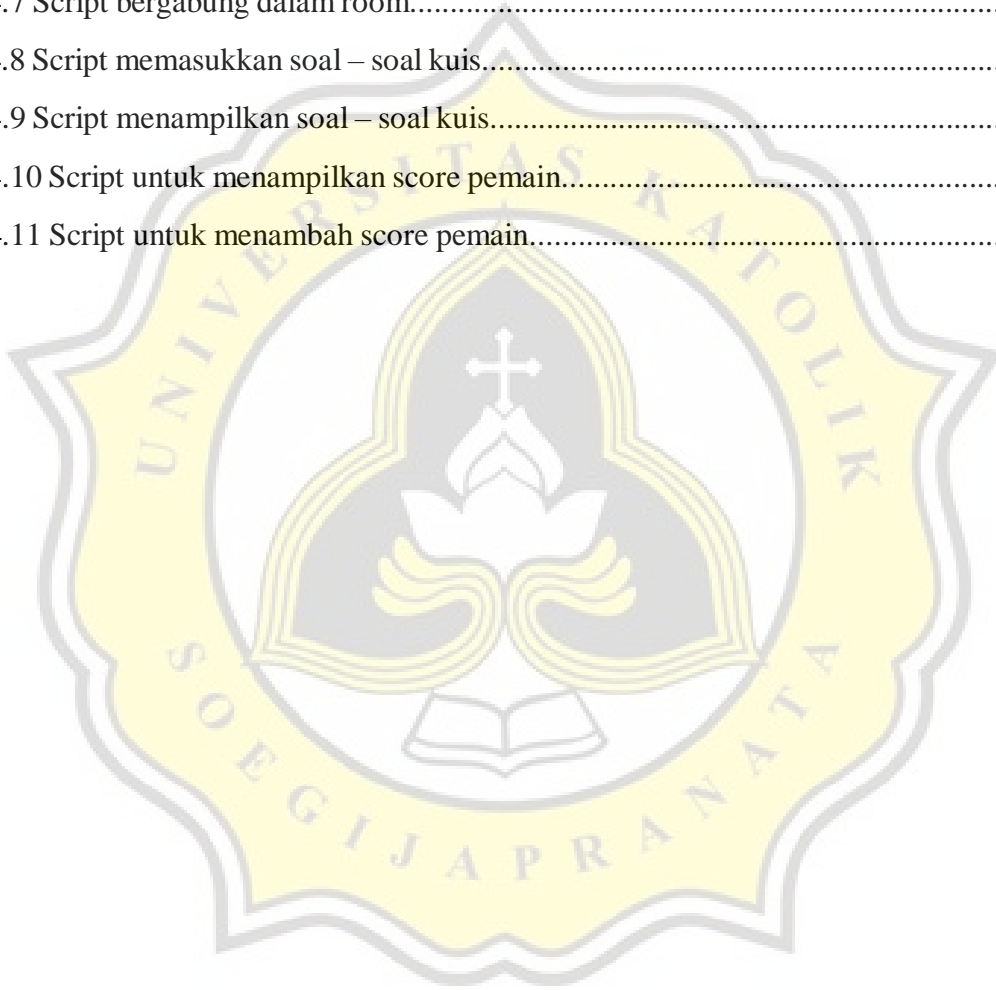 .7 Script bergabung dalam room....................................................................
.8 Script memasukkan soal – soal kuis....................................................................
.9 Script menampilkan soal – soal kuis....................................................................
.10 Script untuk menampilkan score pemain....................................................................
.11 Script untuk menambah score pemain....................................................................
UNIVERSITAS KATOLIK
SOEGIJAPRANATA